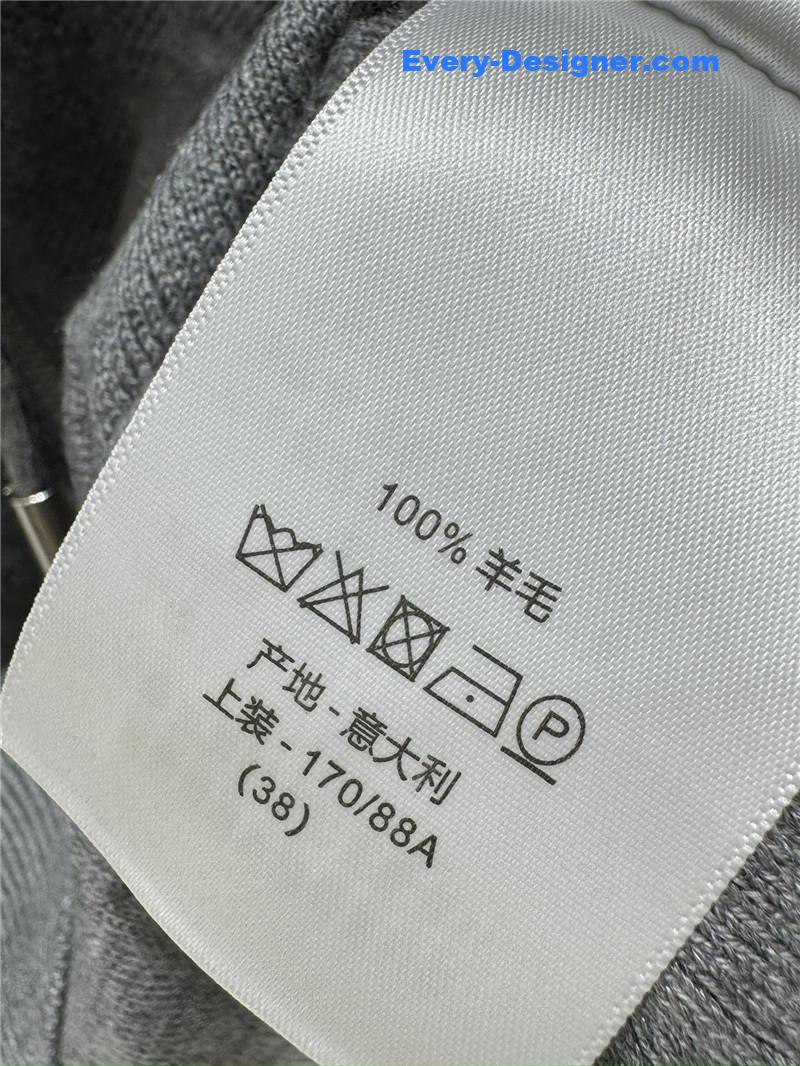 Every-Designer.com
100% 羊毛
P
产地 - 意大利
上装 - 170/88A
(38)